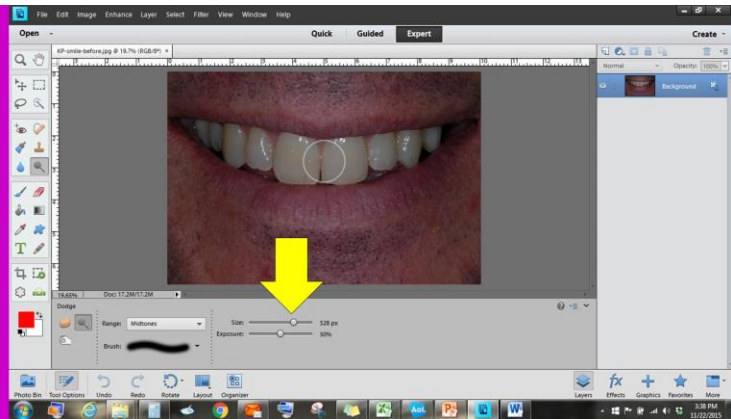 File Edit Image Enhance Layer Select Filter View Window Help
Open Quick Guided Expert Create
KP-smile-before.jpg @ 19.7% (RGB/8*) ×
Normal Opacity: 100%
Background
19.65% Doc: 17.2M/17.2M
Dodge
Range: Midtones Size: 528 px
Exposure: 50%
Brush:
Photo Bin Tool Options Undo Redo Rotate Layout Organizer Layers Effects Graphics Favorites More
Aol.
3:38 PM
11/22/2015